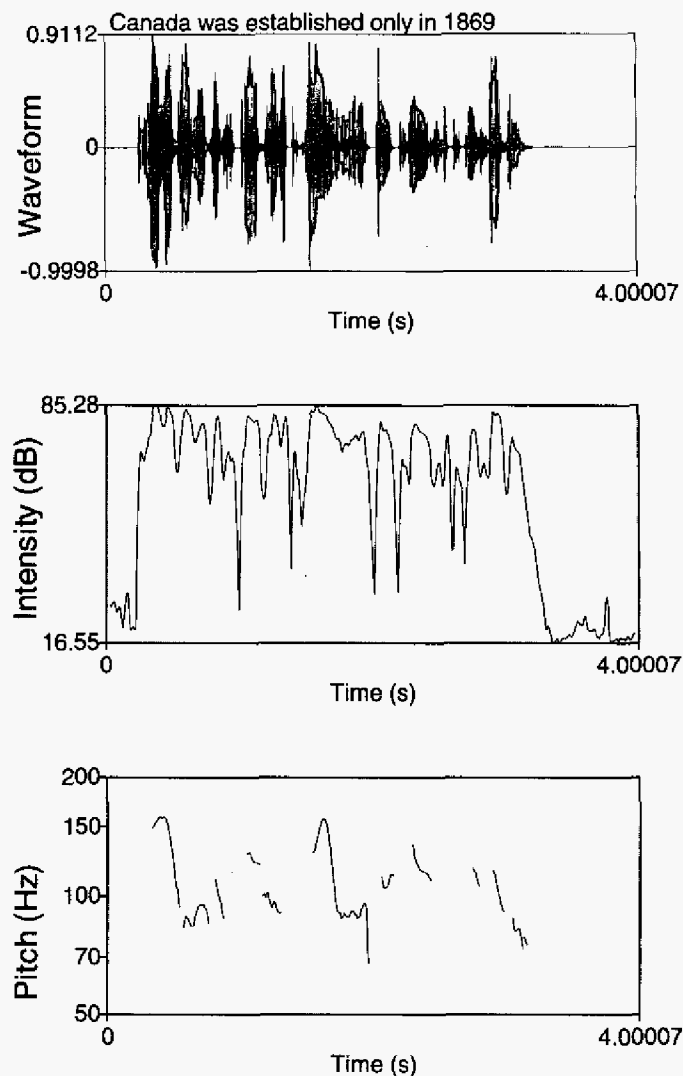 Canada was established only in 1869
0.9112
Waveform
0
-0.9998
0
4.00007
Time (s)
85.28
Intensity (dB)
16.55
0
4.00007
Time (s)
200
150
Pitch (Hz)
100
70
50
0
4.00007
Time (s)